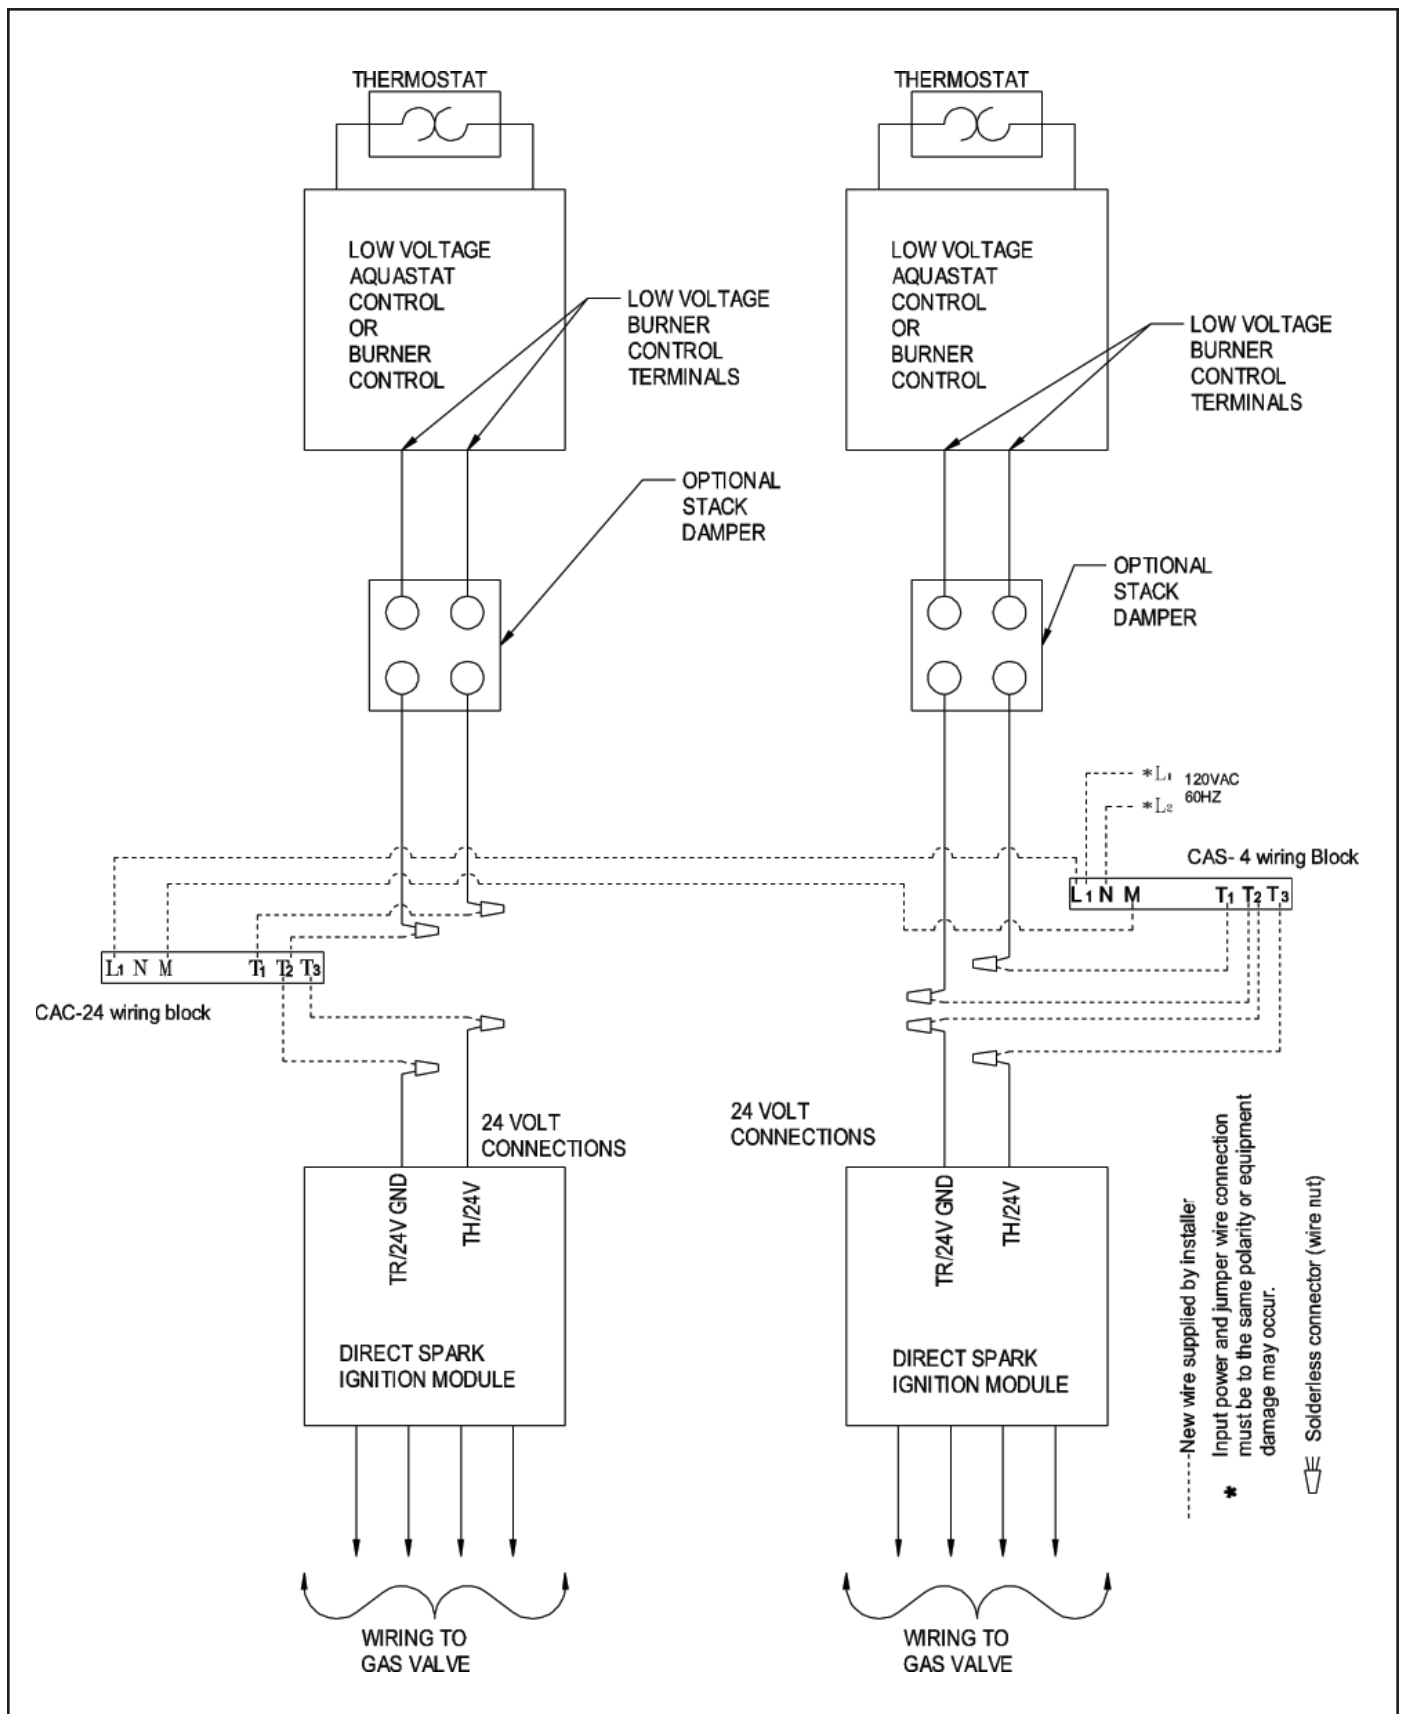 THERMOSTAT
THERMOSTAT
LOW VOLTAGE
AQUASTAT
CONTROL
OR
BURNER
CONTROL
LOW VOLTAGE
BURNER
CONTROL
TERMINALS
LOW VOLTAGE
AQUASTAT
CONTROL
OR
BURNER
CONTROL
LOW VOLTAGE
BURNER
CONTROL
TERMINALS
OPTIONAL
STACK
DAMPER
OPTIONAL
STACK
DAMPER
*L1 120VAC
*L2 60HZ
CAS- 4 wiring Block
L1 N M T1 T2 T3
L1 N M T1 T2 T3
CAC-24 wiring block
24 VOLT
CONNECTIONS
24 VOLT
CONNECTIONS
TR/24V GND
TH/24V
TR/24V GND
TH/24V
DIRECT SPARK
IGNITION MODULE
DIRECT SPARK
IGNITION MODULE
New wire supplied by installer
* Input power and jumper wire connection
must be to the same polarity or equipment
damage may occur.
Solderless connector (wire nut)
WIRING TO
GAS VALVE
WIRING TO
GAS VALVE